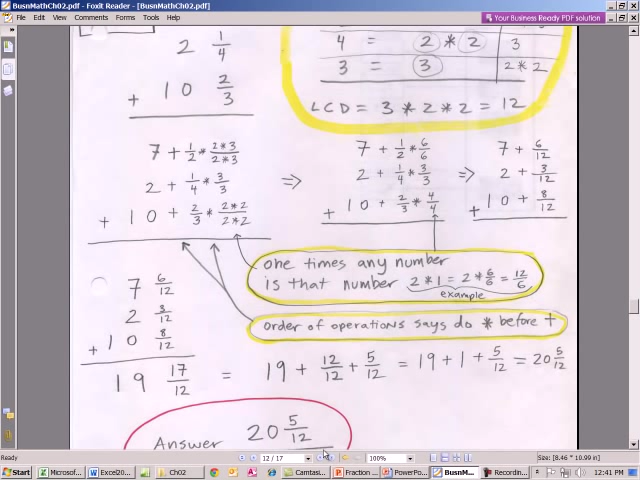 BusnMathCh02.pdf - Foxit Reader - [BusnMathCh02.pdf]
File Edit View Comments Forms Tools Help
Your Business Ready PDF solution
2 1/4
+ 10 2/3
4 = 2 * 2 3
3 = 3 2 * 2
LCD = 3 * 2 * 2 = 12
7 + 1/2 * 2*3/2*3
2 + 1/4 * 3/3
+ 10 + 2/3 * 2*2/2*2
⇒
7 + 1/2 * 6/6
2 + 1/4 * 3/3
+ 10 + 2/3 * 4/4
⇒
7 + 6/12
2 + 3/12
+ 10 + 8/12
one times any number
is that number 2 * 1 = 2 * 6/6 = 12/6
example
order of operations says do * before +
7 6/12
2 3/12
+ 10 8/12
19 17/12 = 19 + 12/12 + 5/12 = 19 + 1 + 5/12 = 20 5/12
Answer 20 5/12
12 / 17
100%
Ready
Size: [8.46 * 10.99 in]
Start
Microsof...
Excel20...
Ch02
Camtasi...
Fraction ...
PowerPo...
BusnMat...
Recording...
12:41 PM